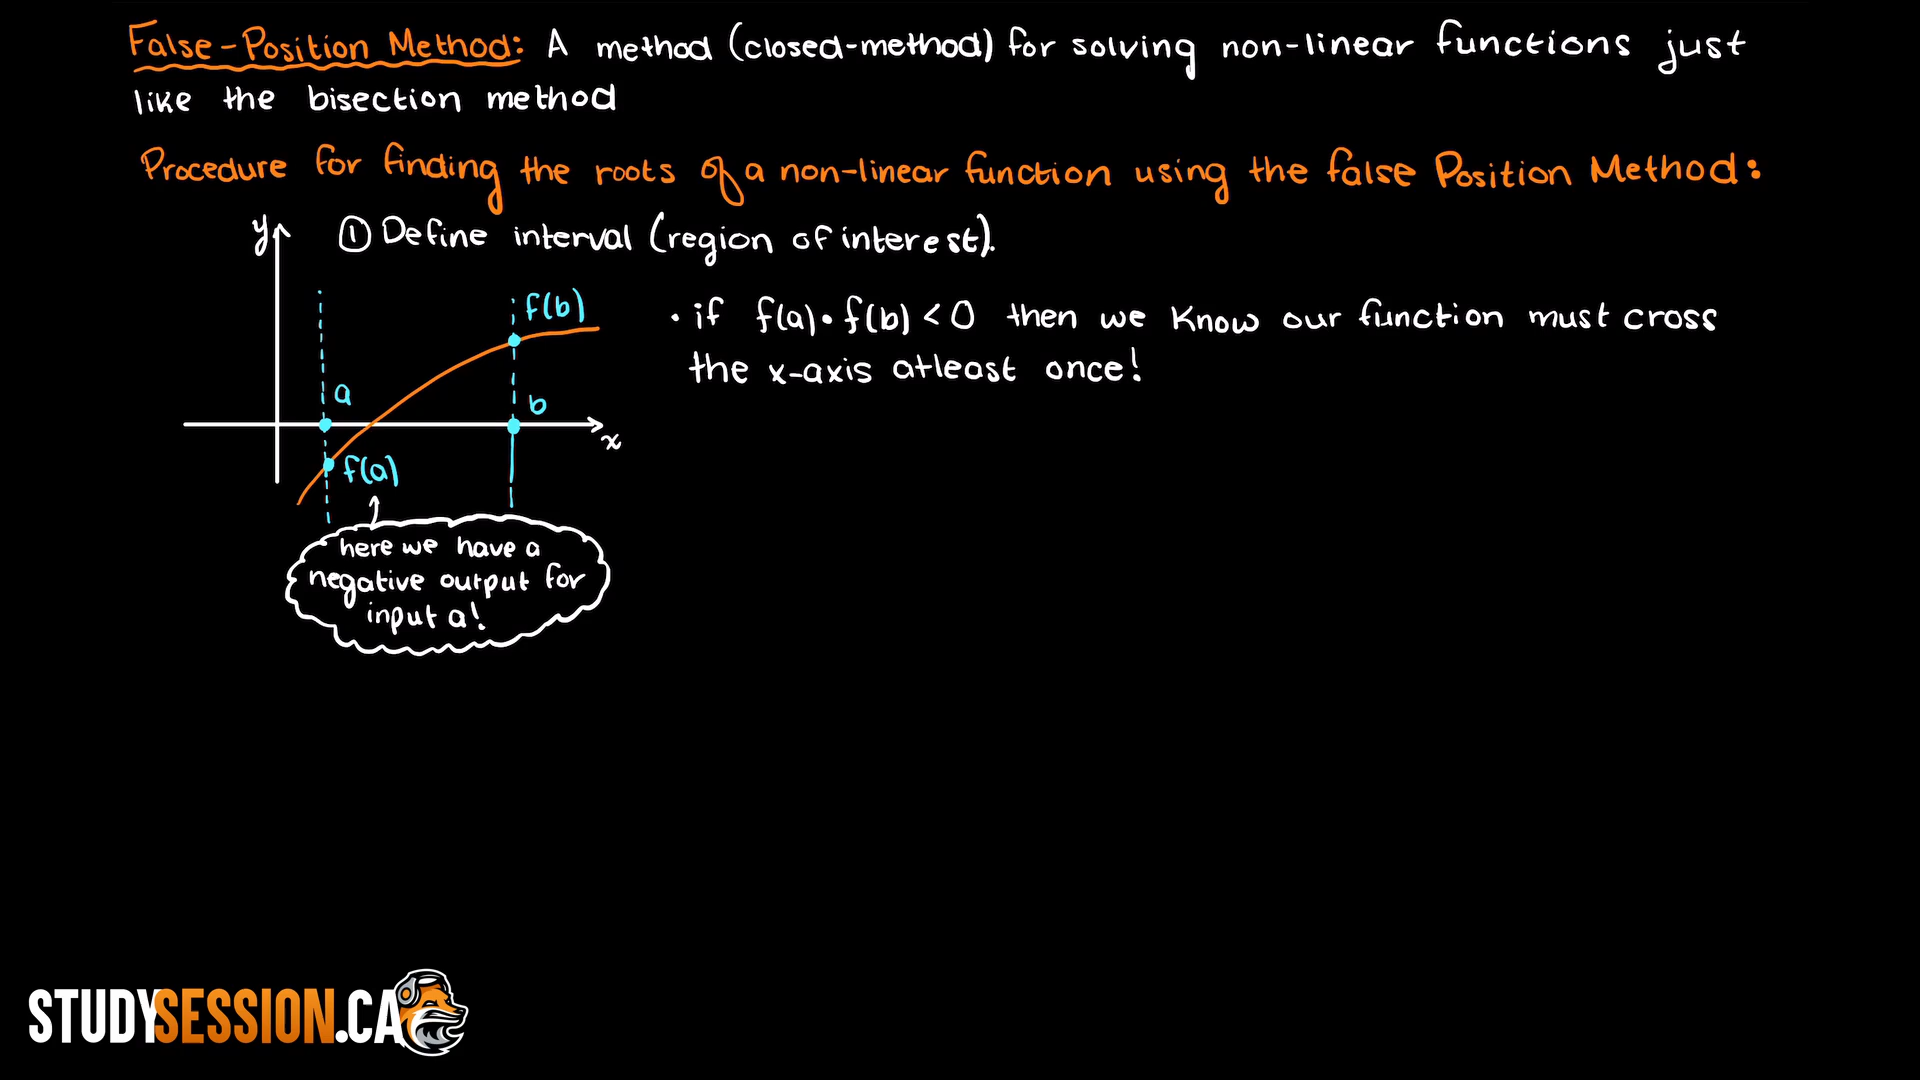 False-Position Method: A method (closed-method) for solving non-linear functions just
like the bisection method
Procedure for finding the roots of a non-linear function using the false Position Method:
y
① Define interval (region of interest).
f(b)
• if f(a)•f(b) < 0 then we know our function must cross
the x-axis atleast once!
a
b
x
f(a)
here we have a
negative output for
input a!
STUDYSESSION.CA